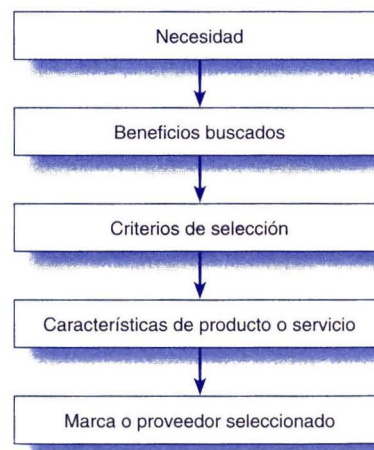 Necesidad
Beneficios buscados
Criterios de selección
Características de producto o servicio
Marca o proveedor seleccionado